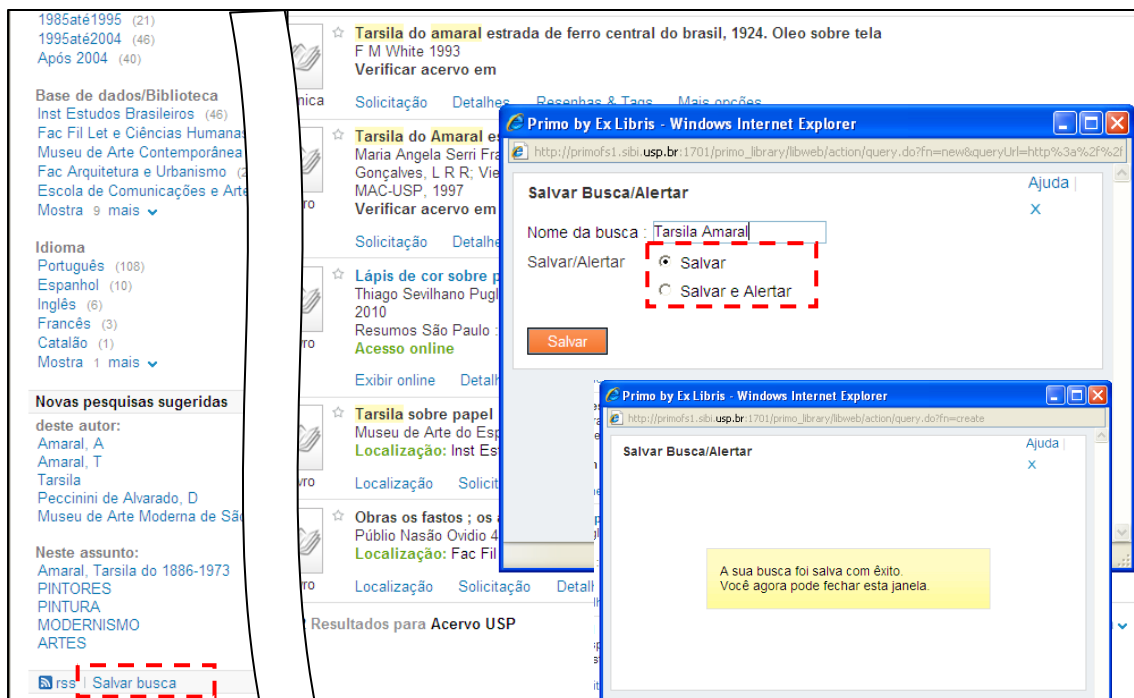 1985até1995 (21)
1995até2004 (46)
Após 2004 (40)
Base de dados/Biblioteca
Inst Estudos Brasileiros (46)
Fac Fil Let e Ciências Humanas
Museu de Arte Contemporânea
Fac Arquitetura e Urbanismo
Escola de Comunicações e Arte
Mostra 9 mais
Idioma
Português (108)
Espanhol (10)
Inglês (6)
Francês (3)
Catalão (1)
Mostra 1 mais
Novas pesquisas sugeridas
deste autor:
Amaral, A
Amaral, T
Tarsila
Peccinini de Alvarado, D
Museu de Arte Moderna de São
Neste assunto:
Amaral, Tarsila do 1886-1973
PINTORES
PINTURA
MODERNISMO
ARTES
rss | Salvar busca
Tarsila do amaral estrada de ferro central do brasil, 1924. Oleo sobre tela
F M White 1993
Verificar acervo em
Solicitação Detalhes Resenhas & Tags Mais opções
Tarsila do Amaral es
Maria Angela Serri Fra
Gonçalves, L R R; Vie
MAC-USP, 1997
Verificar acervo em
Solicitação Detalhe
Lápis de cor sobre p
Thiago Sevilhano Pugl
2010
Resumos São Paulo :
Acesso online
Exibir online Detalh
Tarsila sobre papel
Museu de Arte do Esp
Localização: Inst Es
Localização Solicit
Obras os fastos ; os
Públio Nasão Ovidio 4
Localização: Fac Fil
Localização Solicitação Detalh
Resultados para Acervo USP
Primo by Ex Libris - Windows Internet Explorer
http://primofs1.sibi.usp.br:1701/primo_library/libweb/action/query.do?fn=new&queryUrl=http%3a%2f%2f
Salvar Busca/Alertar
Ajuda |
X
Nome da busca : Tarsila Amaral
Salvar/Alertar
Salvar
Salvar e Alertar
Salvar
Primo by Ex Libris - Windows Internet Explorer
http://primofs1.sibi.usp.br:1701/primo_library/libweb/action/query.do?fn=create
Salvar Busca/Alertar
Ajuda |
X
A sua busca foi salva com êxito.
Você agora pode fechar esta janela.